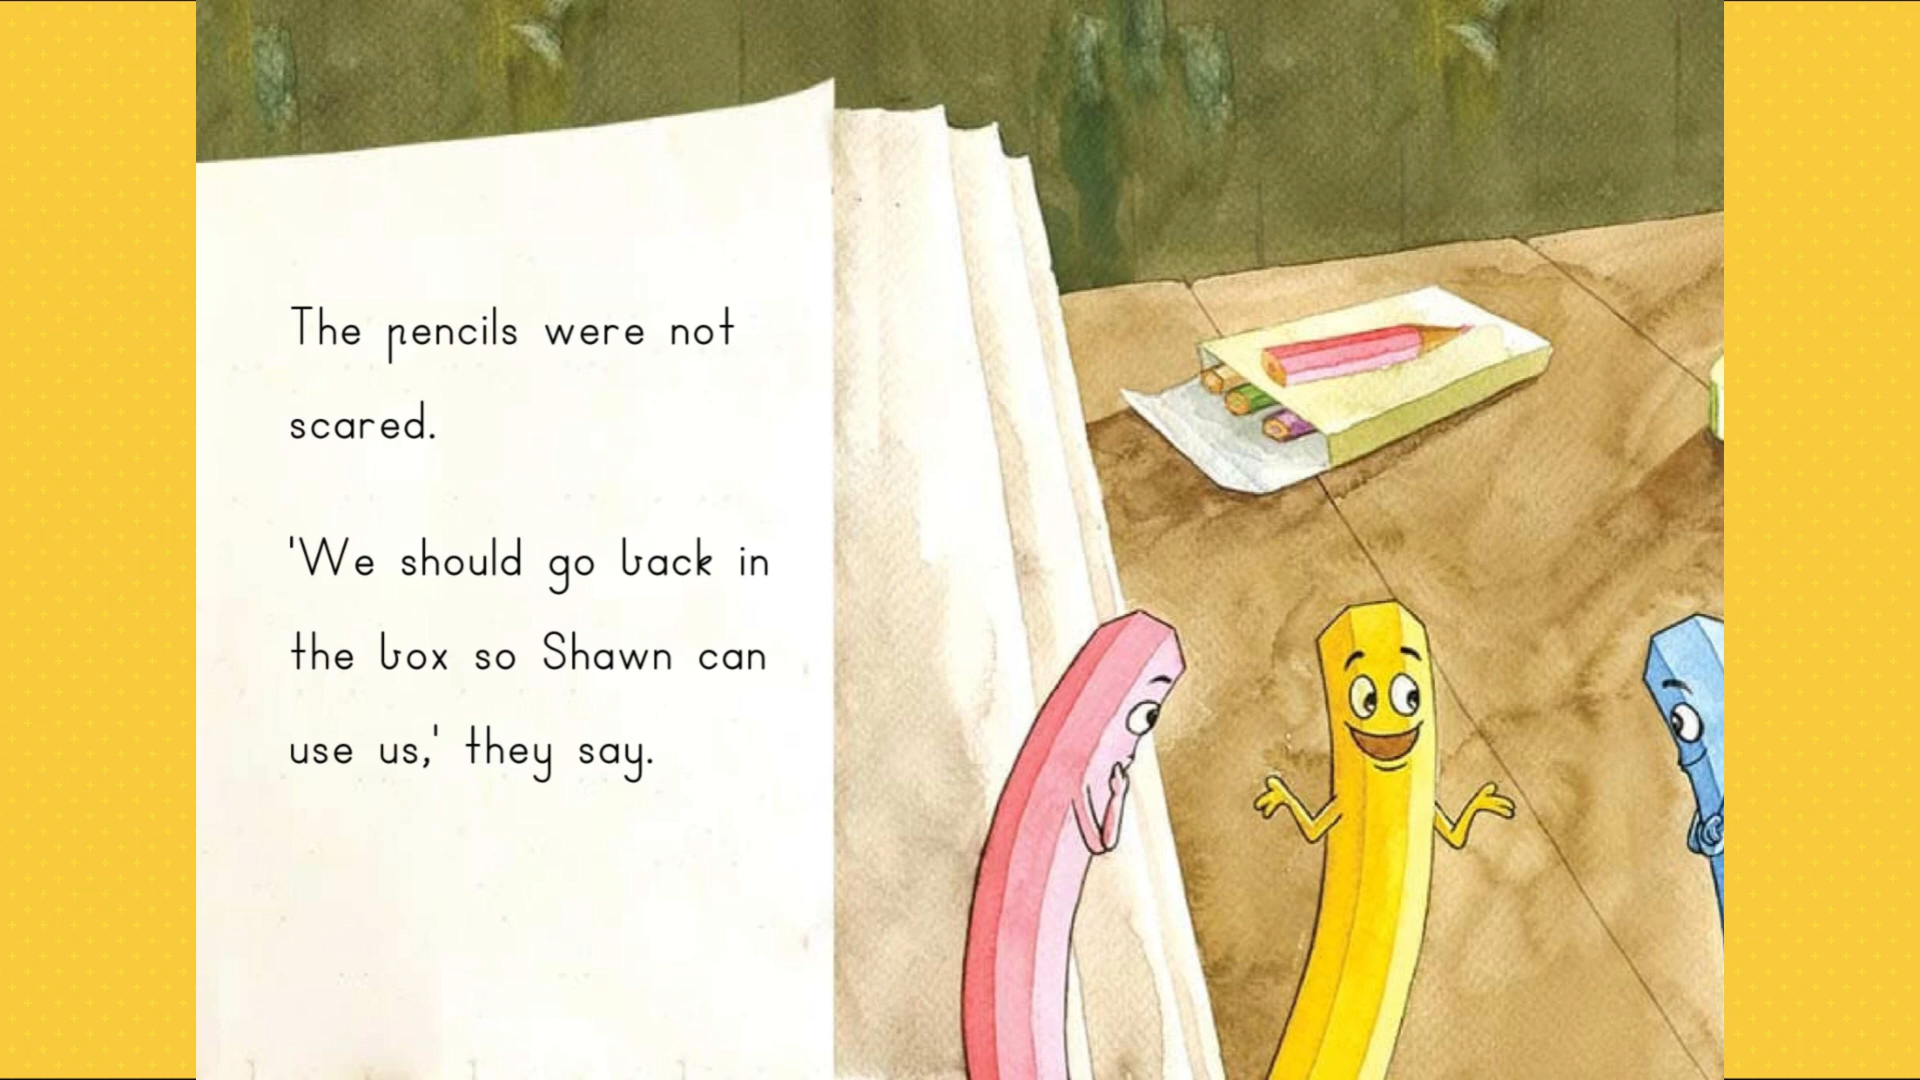 The pencils were not
scared.
'We should go back in
the box so Shawn can
use us,' they say.